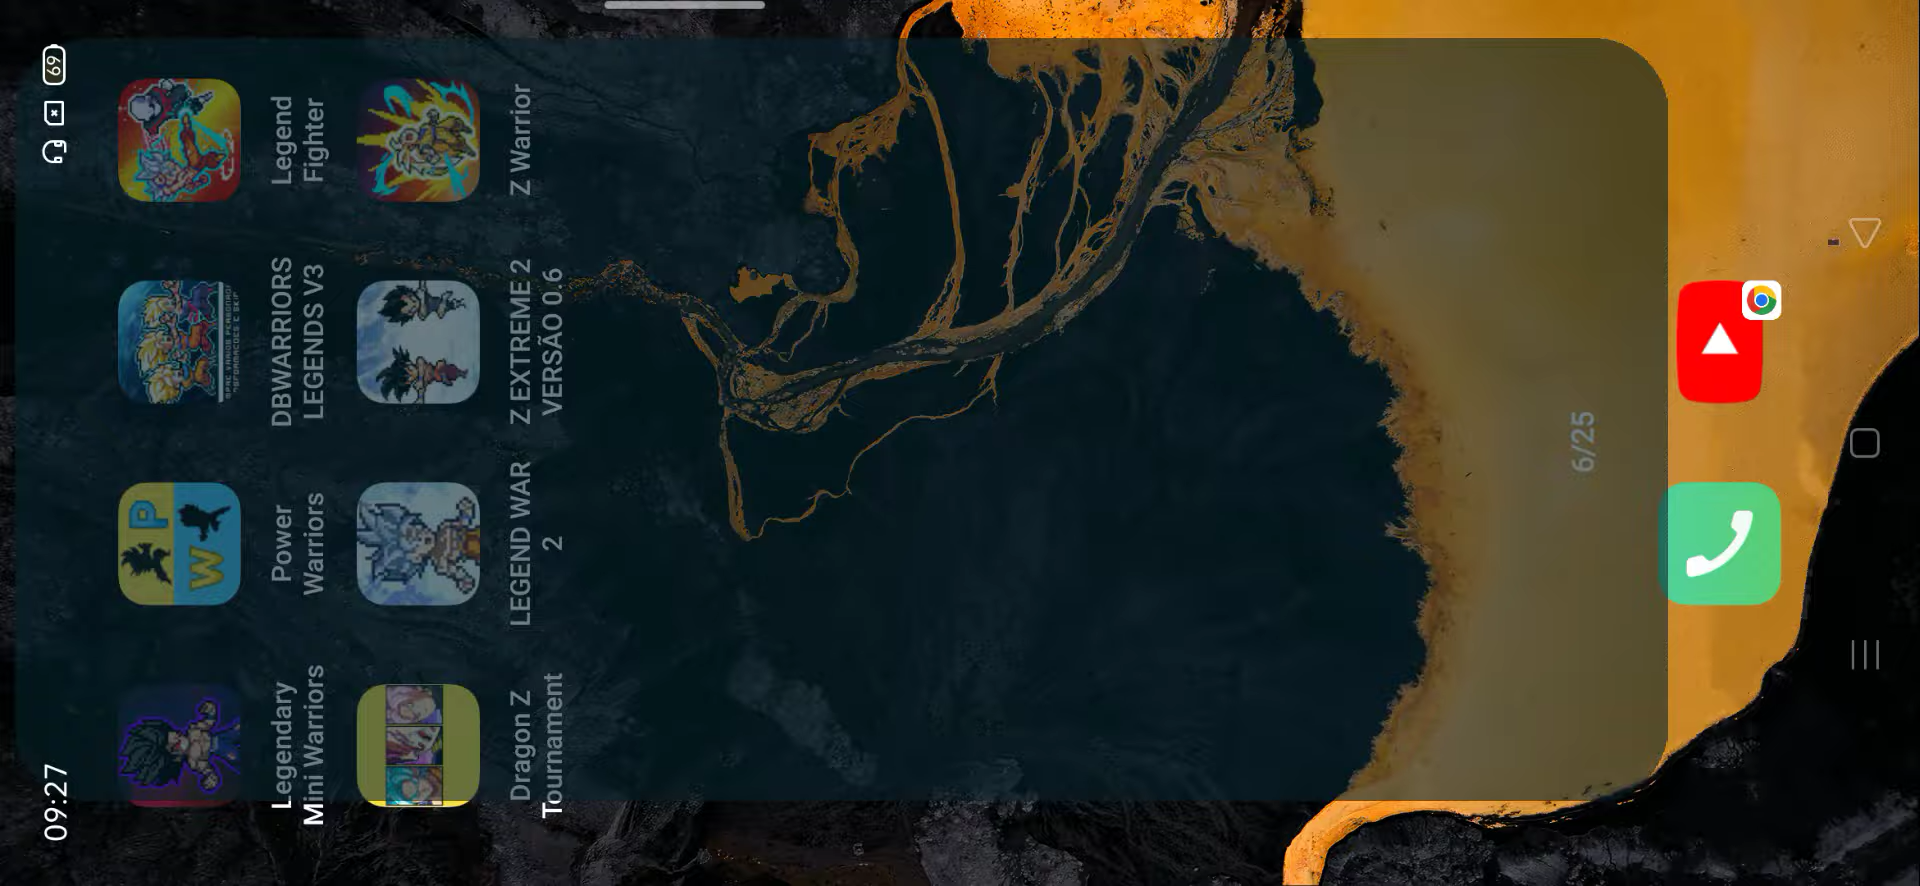 09:27
69
Legendary
Mini Warriors
Power
Warriors
DBWARRIORS
LEGENDS V3
Legend
Fighter
P
W
Dragon Z
Tournament
LEGEND WAR
2
Z EXTREME 2
VERSÃO 0.6
Z Warrior
6/25